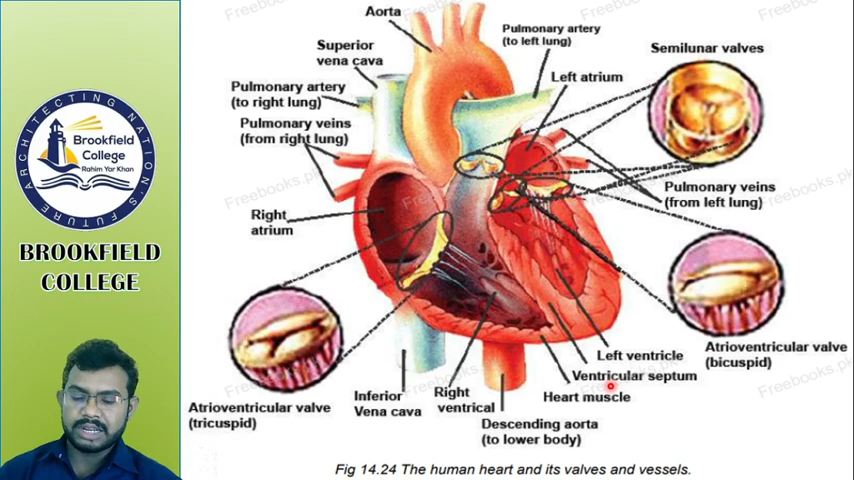 ARCHITECTING NATION'S FUTURE
Brookfield
College
Rahim Yar Khan
BROOKFIELD
COLLEGE
Aorta
Superior
vena cava
Pulmonary artery
(to right lung)
Pulmonary veins
(from right lung)
Right
atrium
Atrioventricular valve
(tricuspid)
Inferior
Vena cava
Right
ventrical
Descending aorta
(to lower body)
Heart muscle
Ventricular septum
Left ventricle
Atrioventricular valve
(bicuspid)
Pulmonary veins
(from left lung)
Semilunar valves
Left atrium
Pulmonary artery
(to left lung)
Freebooks.pk
Fig 14.24 The human heart and its valves and vessels.